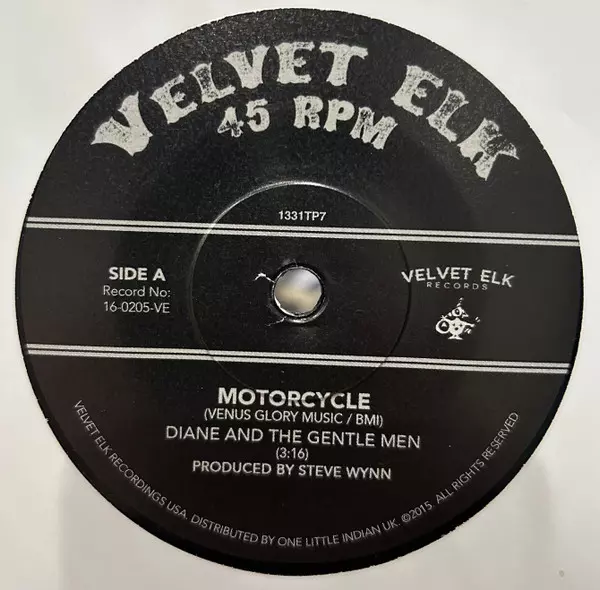 VELVET ELK
45 RPM
1331TP7
SIDE A
Record No:
16-0205-VE
VELVET ELK
RECORDS
MOTORCYCLE
(VENUS GLORY MUSIC / BMI)
DIANE AND THE GENTLE MEN
(3:16)
PRODUCED BY STEVE WYNN
VELVET ELK RECORDINGS USA. DISTRIBUTED BY ONE LITTLE INDIAN UK. ©2015. ALL RIGHTS RESERVED